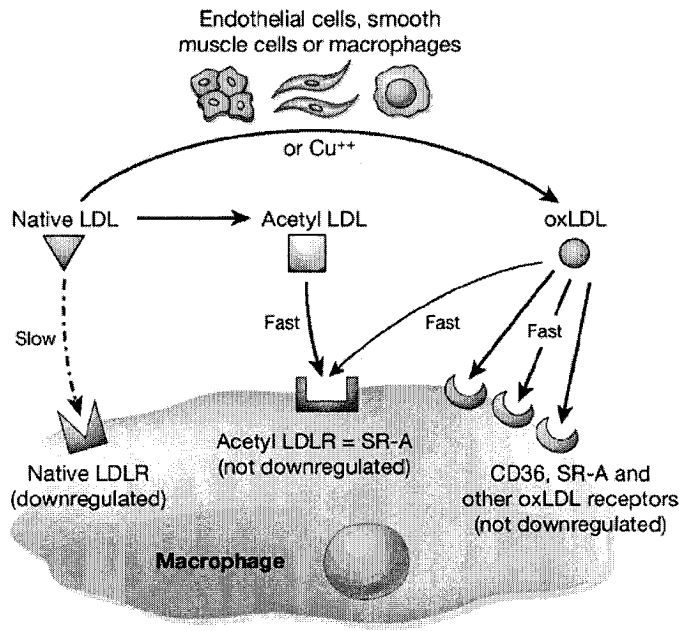 Endothelial cells, smooth
muscle cells or macrophages
or Cu⁺⁺
Native LDL
Acetyl LDL
oxLDL
Slow
Fast
Fast
Fast
Native LDLR
(downregulated)
Acetyl LDLR = SR-A
(not downregulated)
CD36, SR-A and
other oxLDL receptors
(not downregulated)
Macrophage